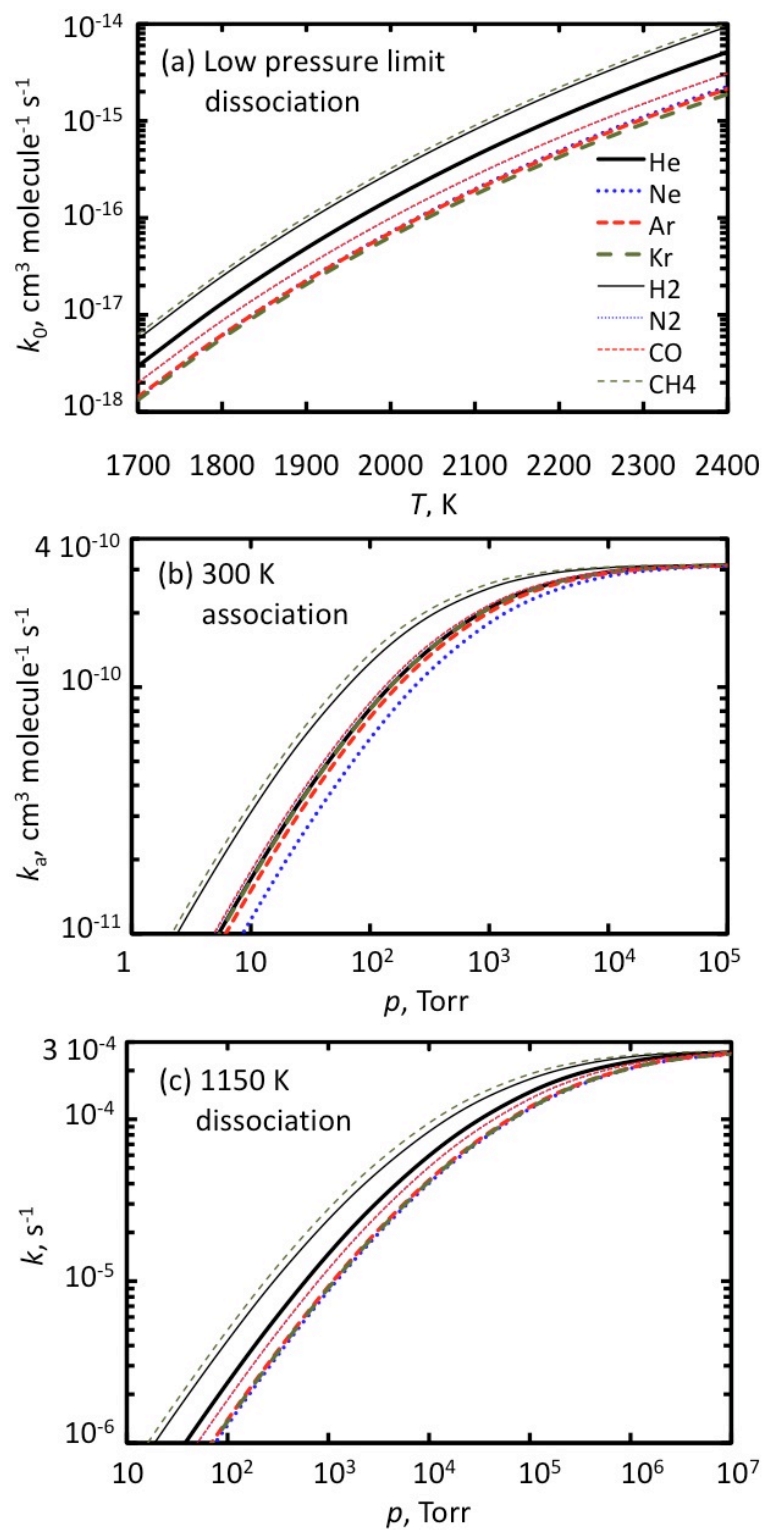 10⁻¹⁴
(a) Low pressure limit
dissociation
10⁻¹⁵
He
Ne
10⁻¹⁶
Ar
Kr
H2
10⁻¹⁷
N2
CO
CH4
10⁻¹⁸
k₀, cm³ molecule⁻¹ s⁻¹
1700 1800 1900 2000 2100 2200 2300 2400
T, K
4 10⁻¹⁰
(b) 300 K
association
10⁻¹⁰
kₐ, cm³ molecule⁻¹ s⁻¹
10⁻¹¹
1 10 10² 10³ 10⁴ 10⁵
p, Torr
3 10⁻⁴
(c) 1150 K
10⁻⁴
dissociation
k, s⁻¹
10⁻⁵
10⁻⁶
10 10² 10³ 10⁴ 10⁵ 10⁶ 10⁷
p, Torr